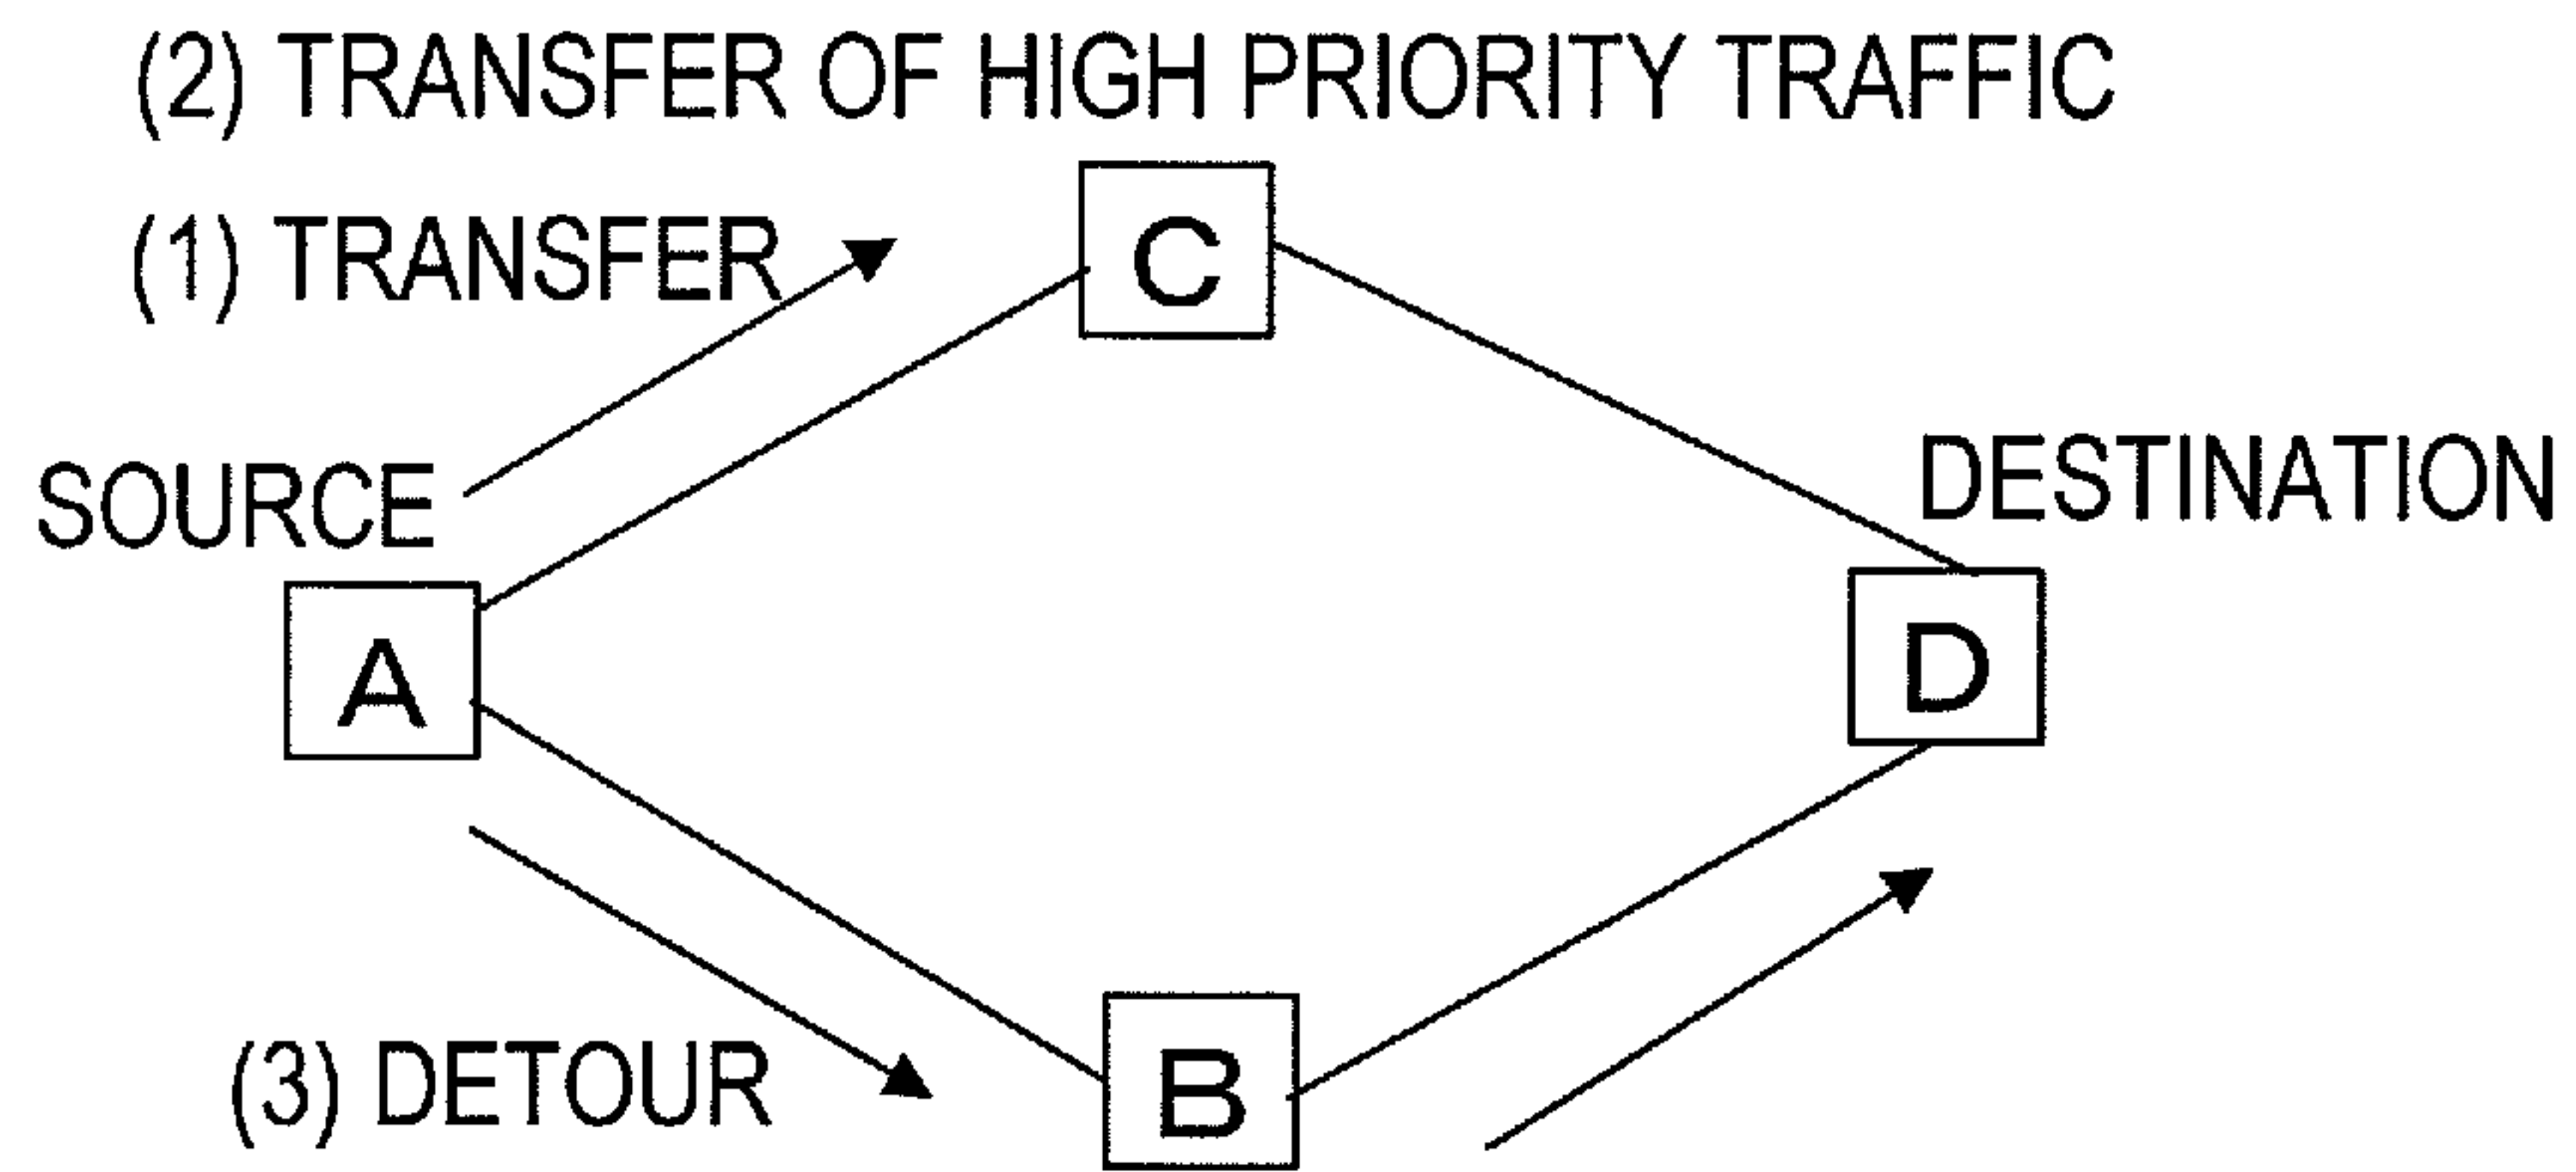 (2) TRANSFER OF HIGH PRIORITY TRAFFIC
(1) TRANSFER
C
SOURCE
DESTINATION
A
D
(3) DETOUR
B